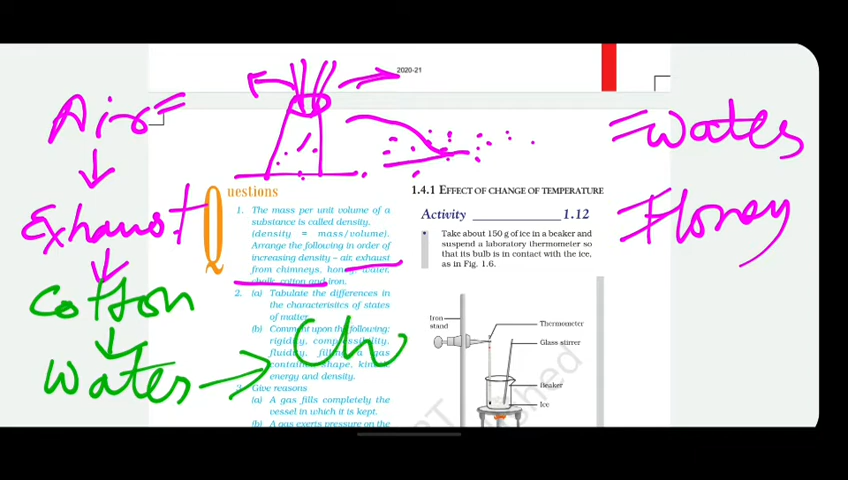 2020-21
Air =
Exhaust
Cotton
Water
Ch
= Water
Honey
Questions
1. The mass per unit volume of a
substance is called density.
(density = mass/volume).
Arrange the following in order of
increasing density – air, exhaust
from chimneys, honey, water,
chalk, cotton and iron.
2. (a) Tabulate the differences in
the characterisitcs of states
of matter.
(b) Comment upon the following:
rigidity, compressibility,
fluidity, filling a gas
container, shape, kinetic
energy and density.
3. Give reasons
(a) A gas fills completely the
vessel in which it is kept.
(b) A gas exerts pressure on the
1.4.1 EFFECT OF CHANGE OF TEMPERATURE
Activity 1.12
• Take about 150 g of ice in a beaker and
suspend a laboratory thermometer so
that its bulb is in contact with the ice,
as in Fig. 1.6.
Iron
stand
Thermometer
Glass stirrer
Beaker
Ice